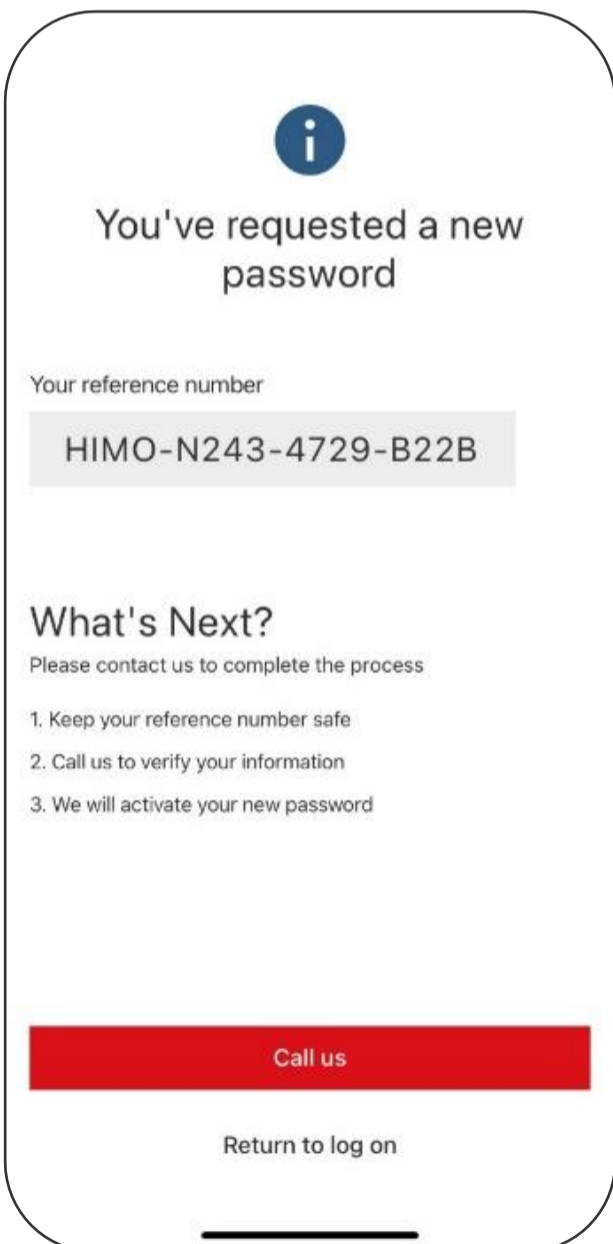 You've requested a new
password
Your reference number
HIMO-N243-4729-B22B
What's Next?
Please contact us to complete the process
1. Keep your reference number safe
2. Call us to verify your information
3. We will activate your new password
Call us
Return to log on